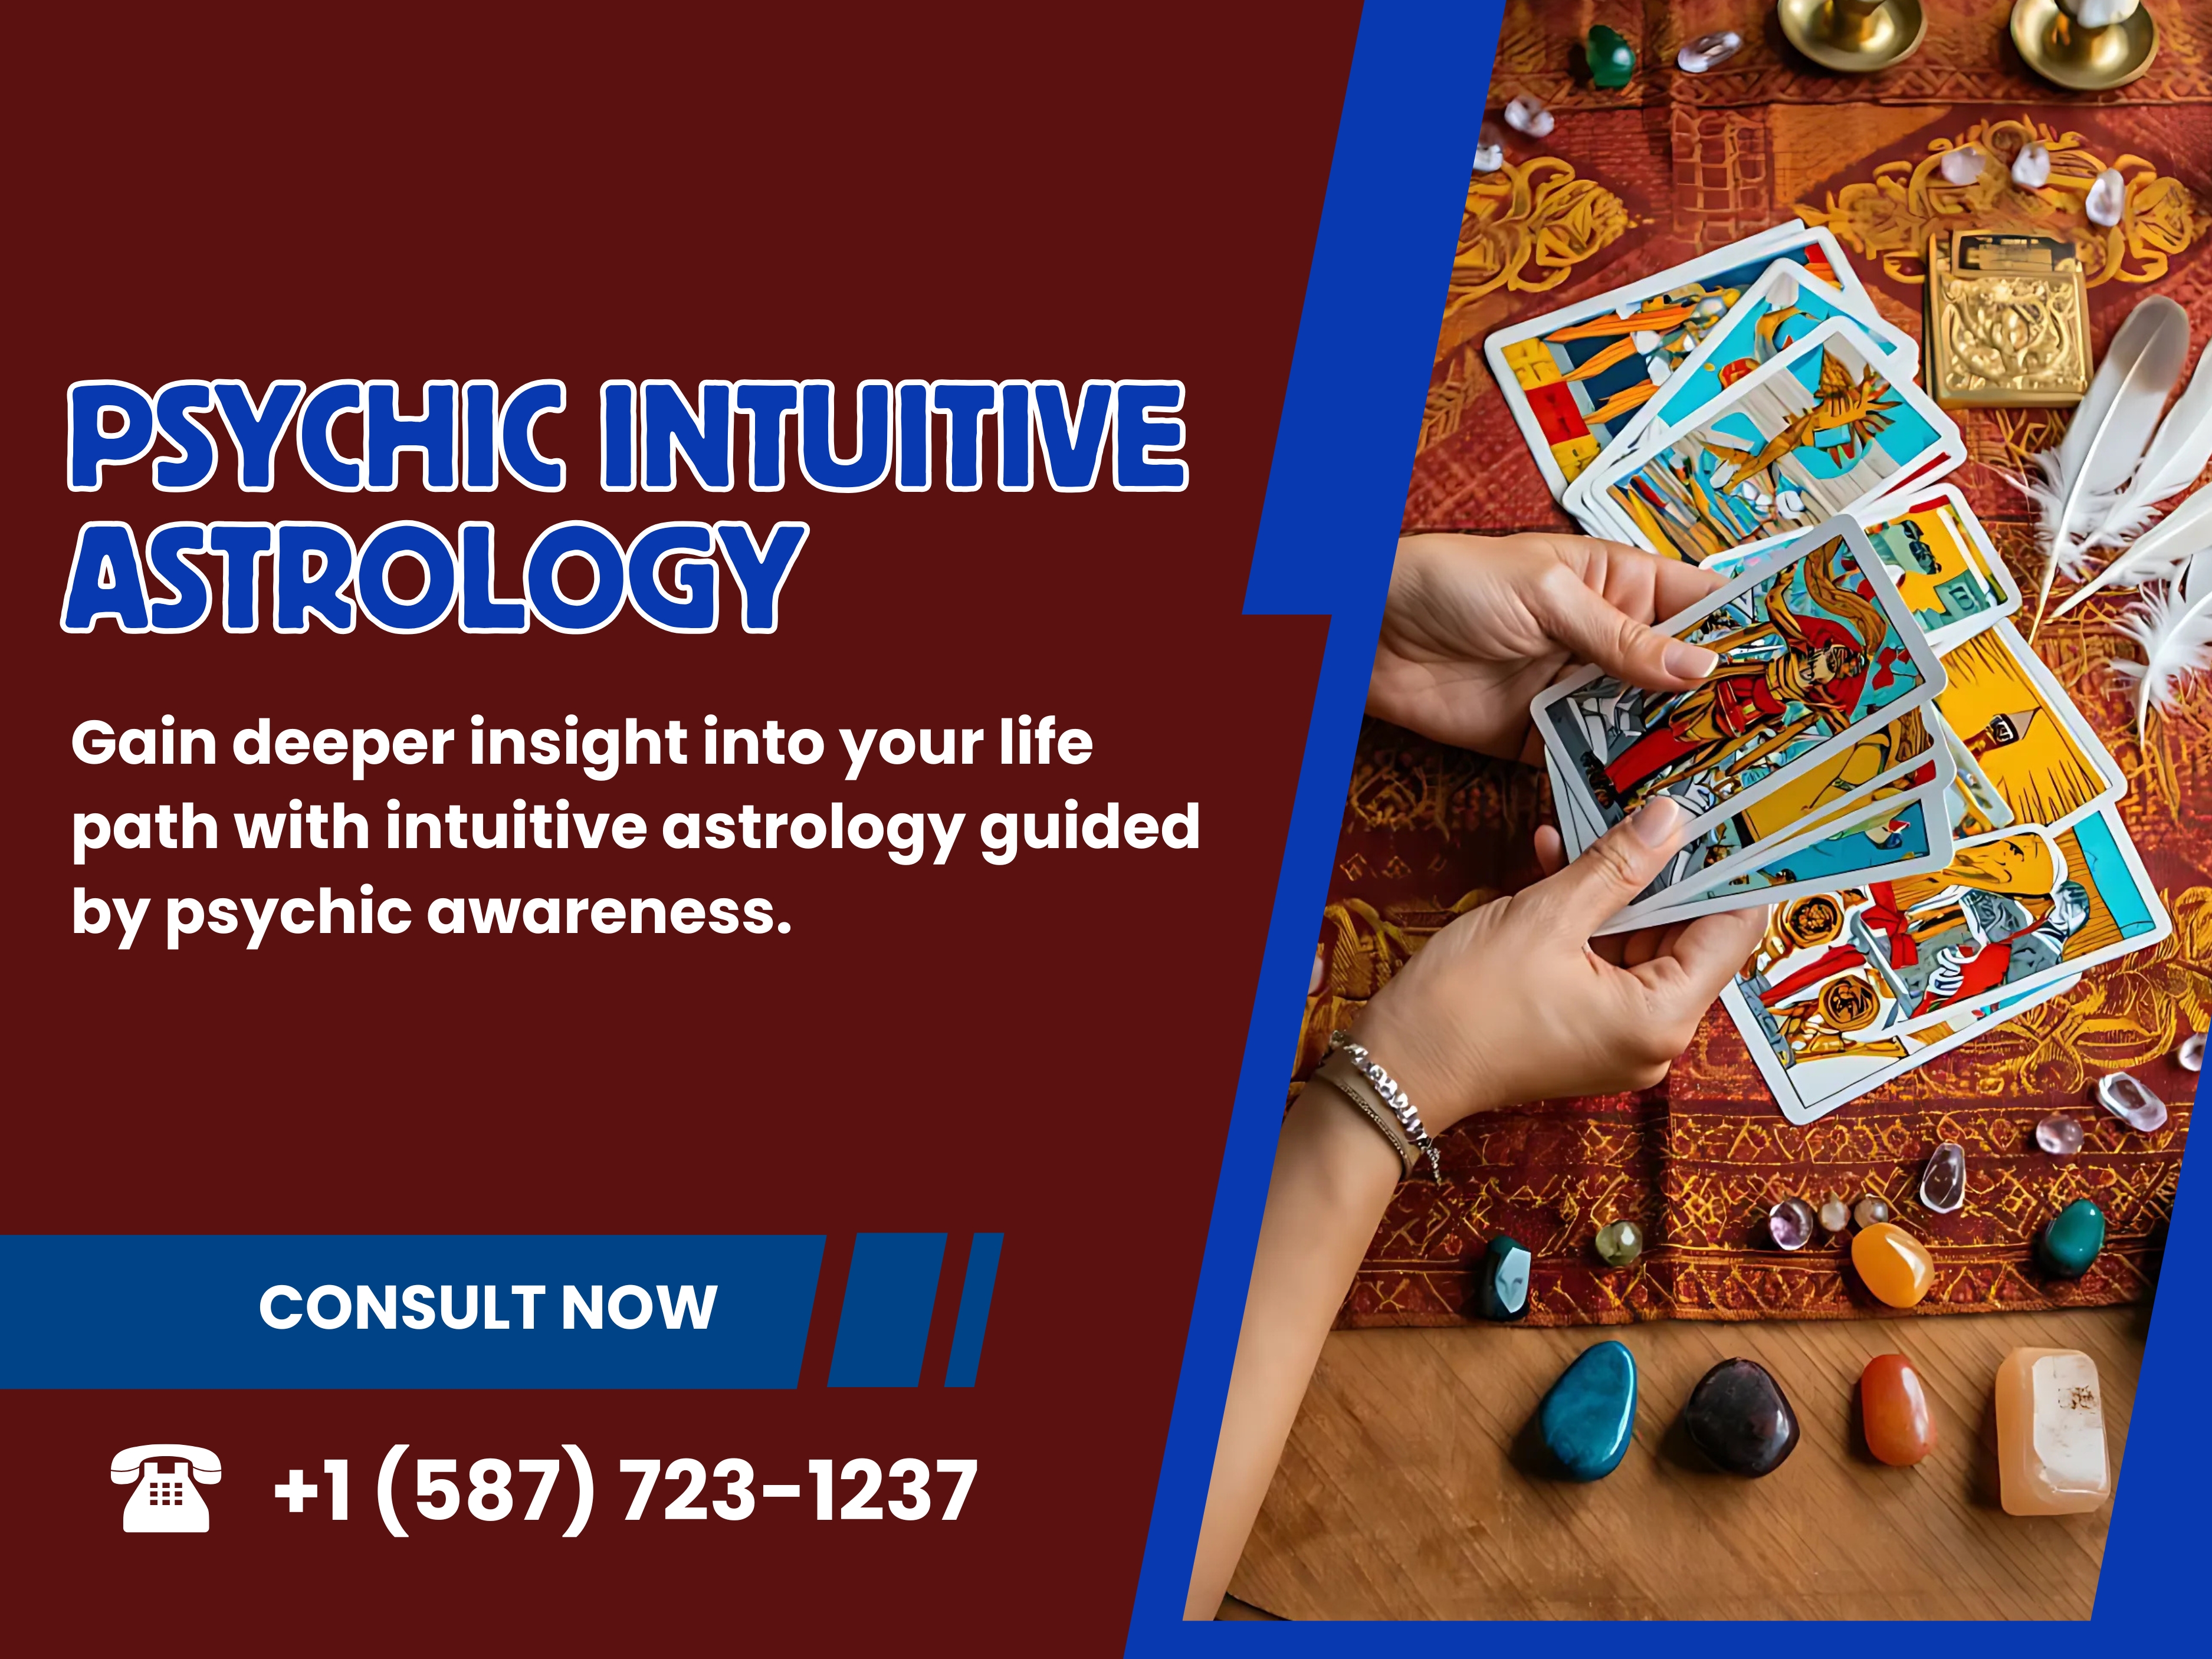 PSYCHIC INTUITIVE
ASTROLOGY
Gain deeper insight into your life
path with intuitive astrology guided
by psychic awareness.
CONSULT NOW
+1 (587) 723-1237